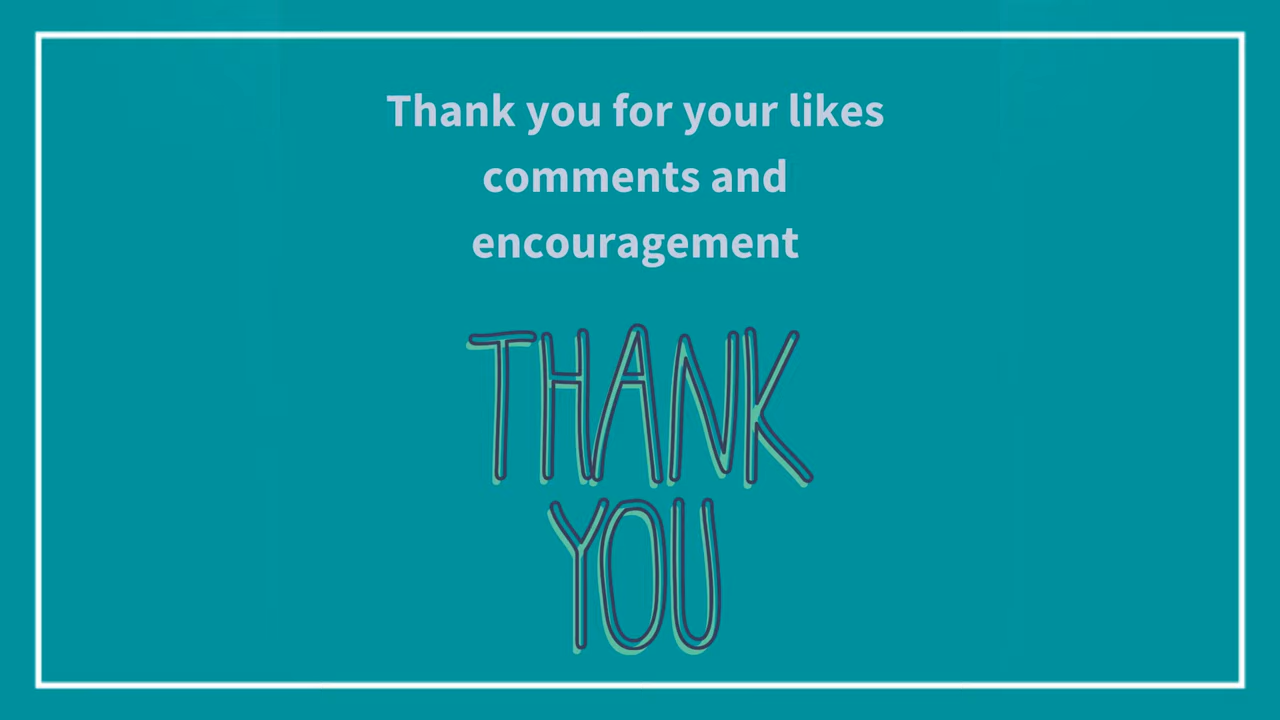 Thank you for your likes
comments and
encouragement
THANK
YOU